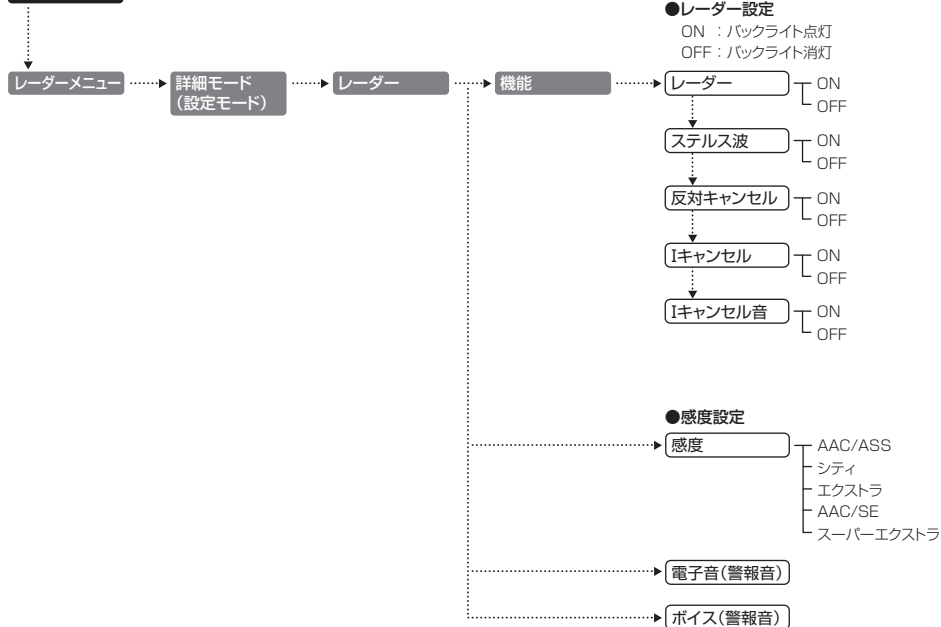 ●レーダー設定
ON :バックライト点灯
OFF:バックライト消灯
レーダーメニュー
詳細モード
(設定モード)
レーダー
機能
レーダー
ON
OFF
ステルス波
ON
OFF
反対キャンセル
ON
OFF
Iキャンセル
ON
OFF
Iキャンセル音
ON
OFF
●感度設定
感度
AAC/ASS
シティ
エクストラ
AAC/SE
スーパーエクストラ
電子音(警報音)
ボイス(警報音)